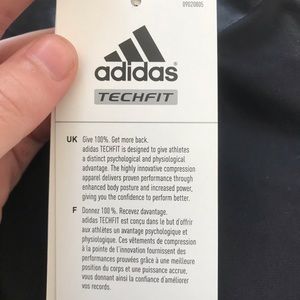 09020805
adidas
TECHFIT
UK Give 100%. Get more back.
adidas TECHFIT is designed to give athletes
a distinct psychological and physiological
advantage. The highly innovative compression
apparel delivers proven performance through
enhanced body posture and increased power,
giving you the confidence to perform better.
F Donnez 100 %. Recevez davantage.
adidas TECHFIT est conçu dans le but d'offrir
aux athlètes un avantage psychologique et
physiologique. Ces vêtements de compression
à la pointe de l'innovation fournissent des
performances prouvées grâce à une meilleure
position du corps et une puissance accrue,
vous donnant ainsi la confiance d'améliorer
vos records.